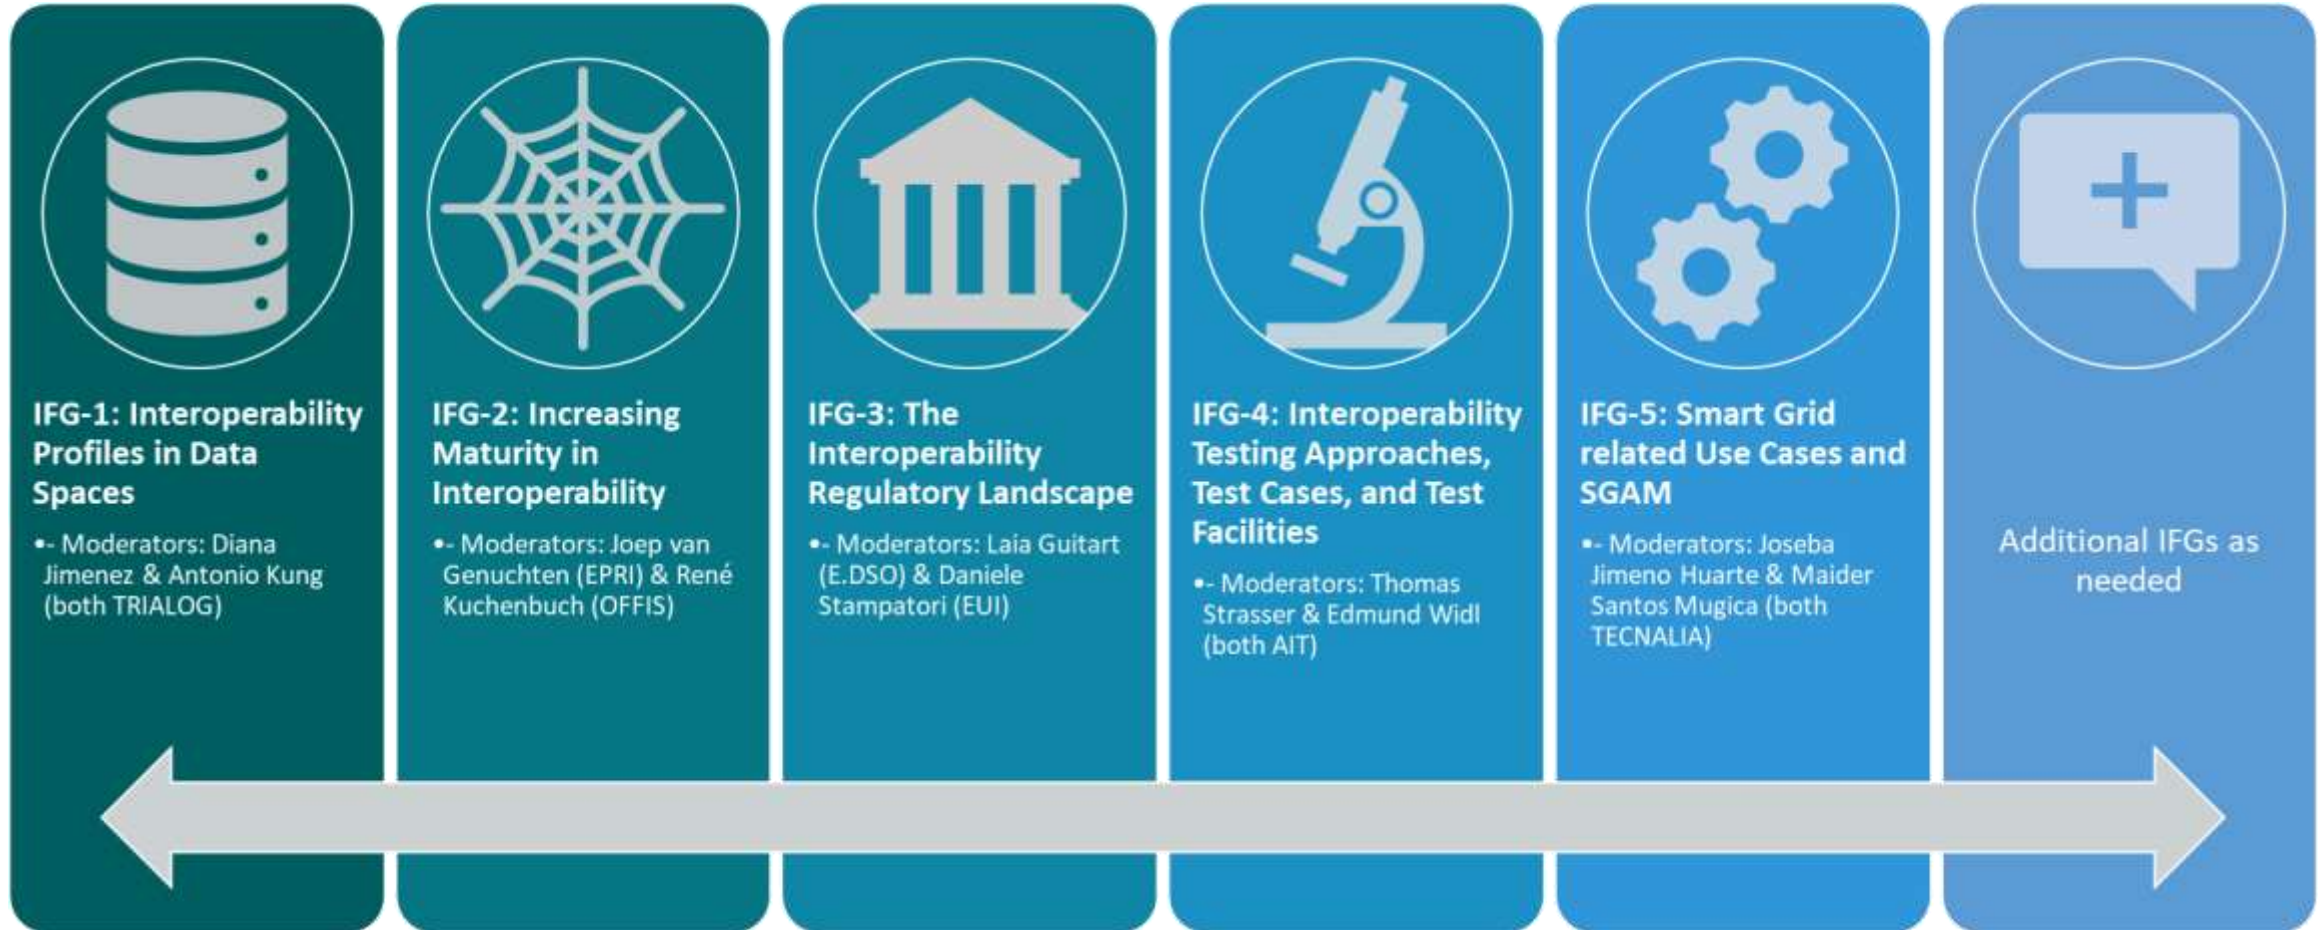 IFG-1: Interoperability
Profiles in Data
Spaces
•- Moderators: Diana
Jimenez & Antonio Kung
(both TRIALOG)
IFG-2: Increasing
Maturity in
Interoperability
•- Moderators: Joep van
Genuchten (EPRI) & René
Kuchenbuch (OFFIS)
IFG-3: The
Interoperability
Regulatory Landscape
•- Moderators: Laia Guitart
(E.DSO) & Daniele
Stampatori (EUI)
IFG-4: Interoperability
Testing Approaches,
Test Cases, and Test
Facilities
•- Moderators: Thomas
Strasser & Edmund Widl
(both AIT)
IFG-5: Smart Grid
related Use Cases and
SGAM
•- Moderators: Joseba
Jimeno Huarte & Maider
Santos Mugica (both
TECNALIA)
Additional IFGs as
needed